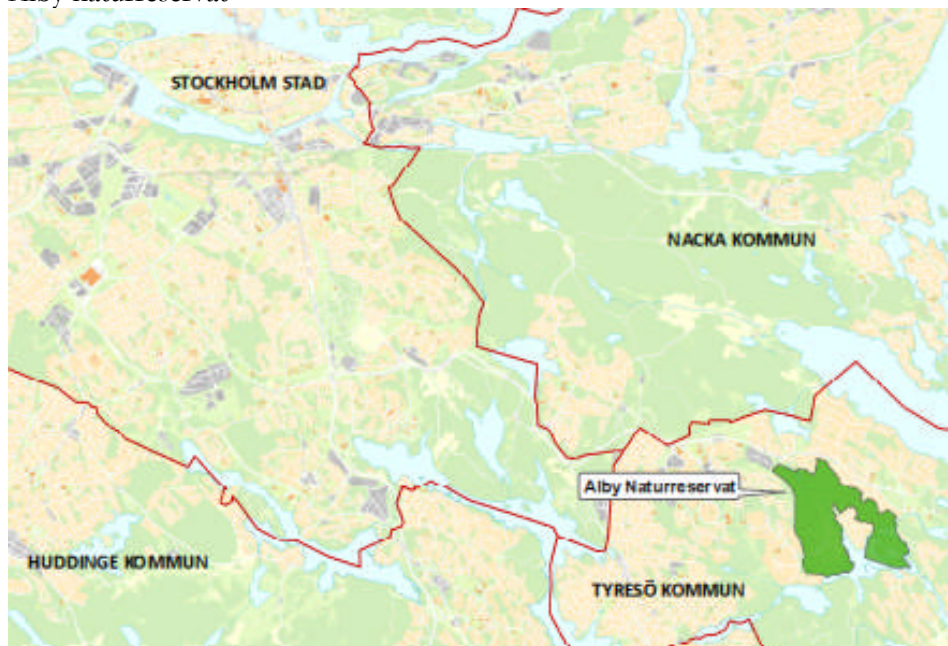 STOCKHOLM STAD
NACKA KOMMUN
Alby Naturreservat
HUDDINGE KOMMUN
TYRESÖ KOMMUN